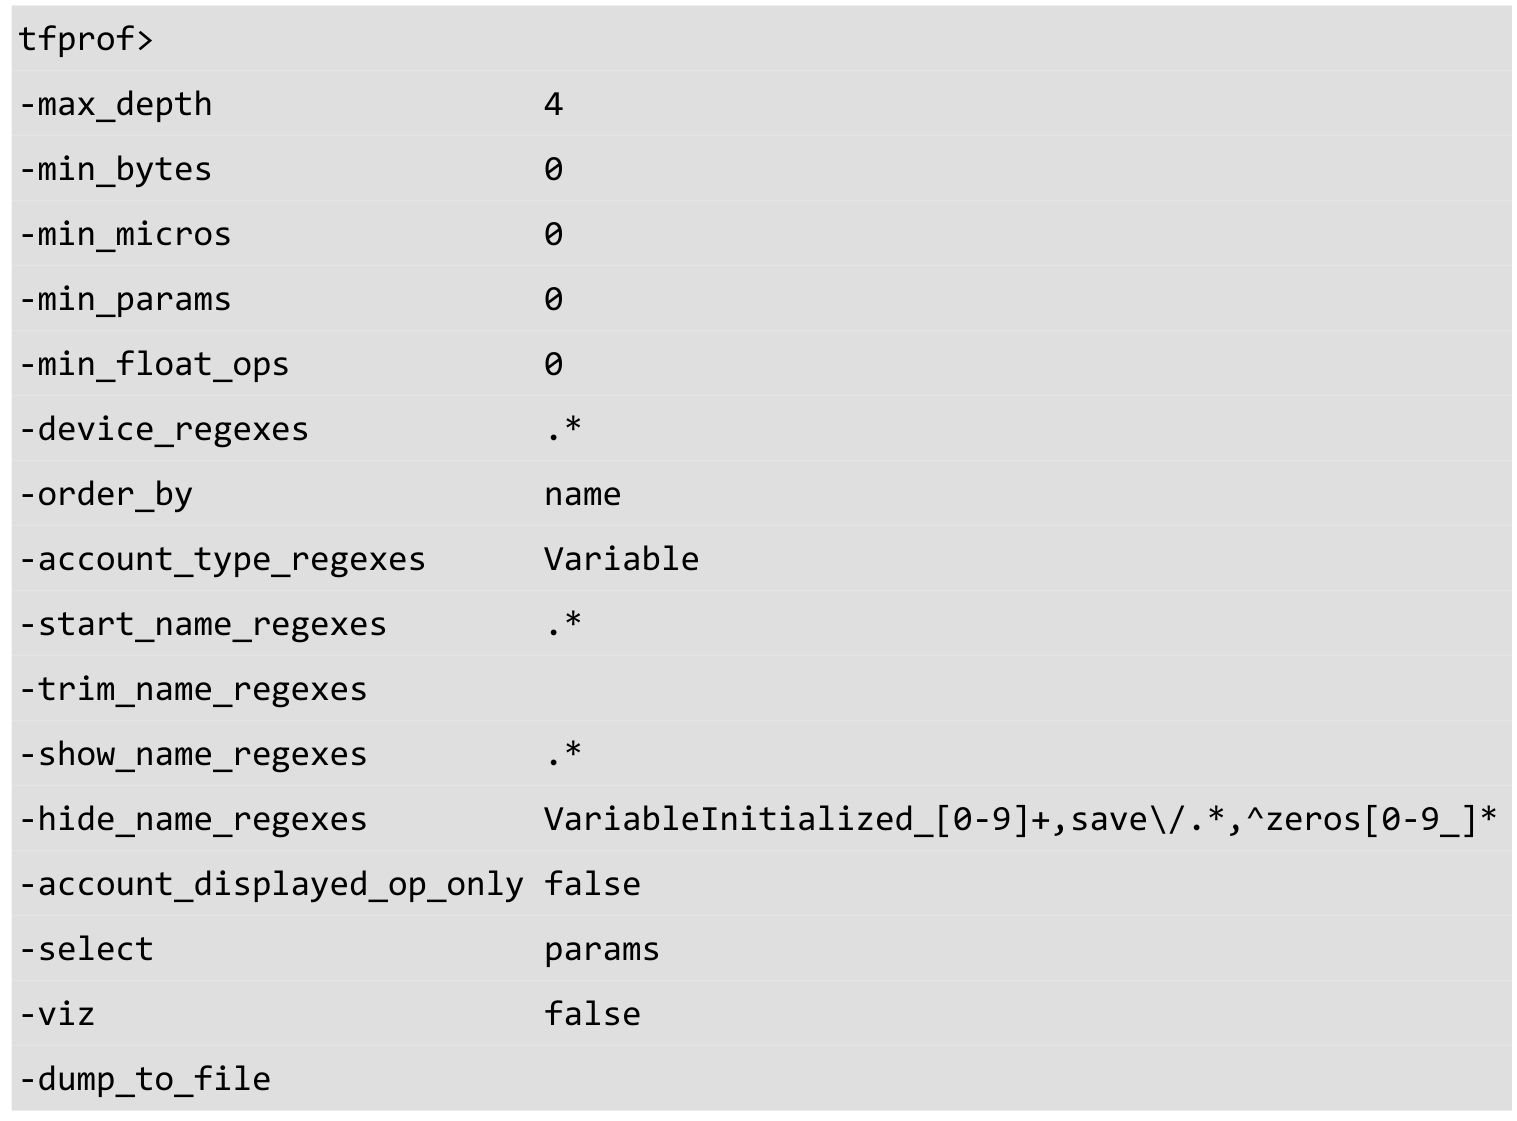 tfprof>
-max_depth 4
-min_bytes 0
-min_micros 0
-min_params 0
-min_float_ops 0
-device_regexes .*
-order_by name
-account_type_regexes Variable
-start_name_regexes .*
-trim_name_regexes
-show_name_regexes .*
-hide_name_regexes VariableInitialized_[0-9]+,save\/.*,^zeros[0-9_]*
-account_displayed_op_only false
-select params
-viz false
-dump_to_file